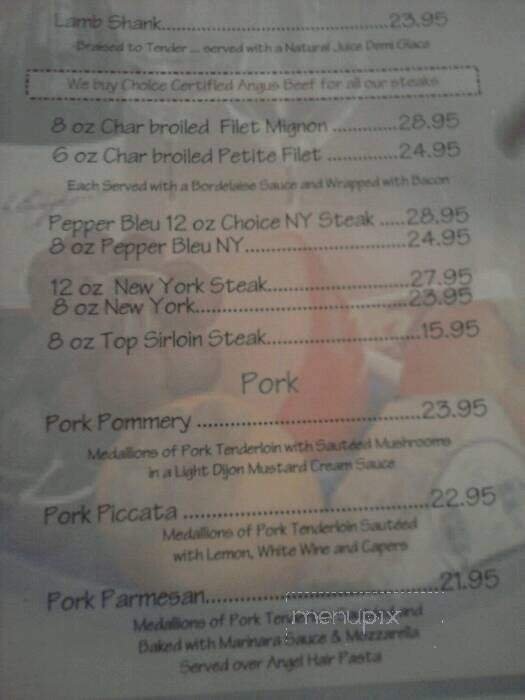 Lamb Shank..............................23.95
Braised to Tender ... served with a Natural Juice Demi Glace
We buy Choice Certified Angus Beef for all our steaks
8 oz Char broiled Filet Mignon ..............28.95
6 oz Char broiled Petite Filet ...............24.95
Each Served with a Bordelaise Sauce and Wrapped with Bacon
Pepper Bleu 12 oz Choice NY Steak .....28.95
8 oz Pepper Bleu NY..............................24.95
12 oz New York Steak..........................27.95
8 oz New York.......................................23.95
8 oz Top Sirloin Steak............................15.95
Pork
Pork Pommery .......................................23.95
Medallions of Pork Tenderloin with Sautéed Mushrooms
in a Light Dijon Mustard Cream Sauce
Pork Piccata ...........................................22.95
Medallions of Pork Tenderloin Sautéed
with Lemon, White Wine and Capers
Pork Parmesan.......................................21.95
menupix
Medallions of Pork
Baked with Marinara Sauce & Mozzarella
Served over Angel Hair Pasta